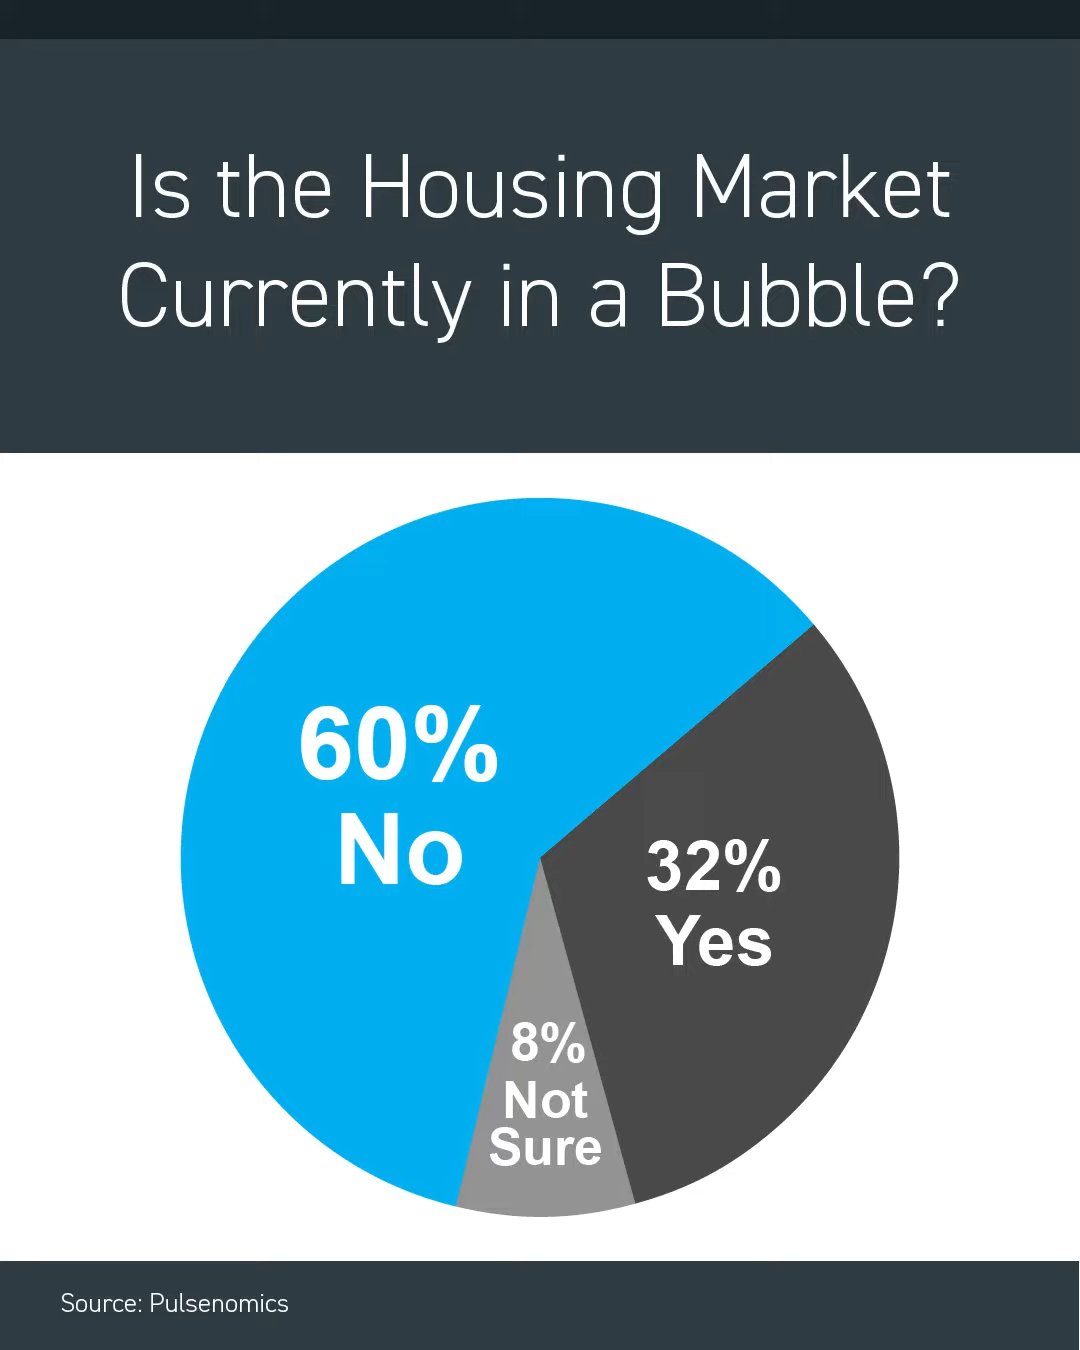 Is the Housing Market
Currently in a Bubble?
60%
No
32%
Yes
8%
Not
Sure
Source: Pulsenomics